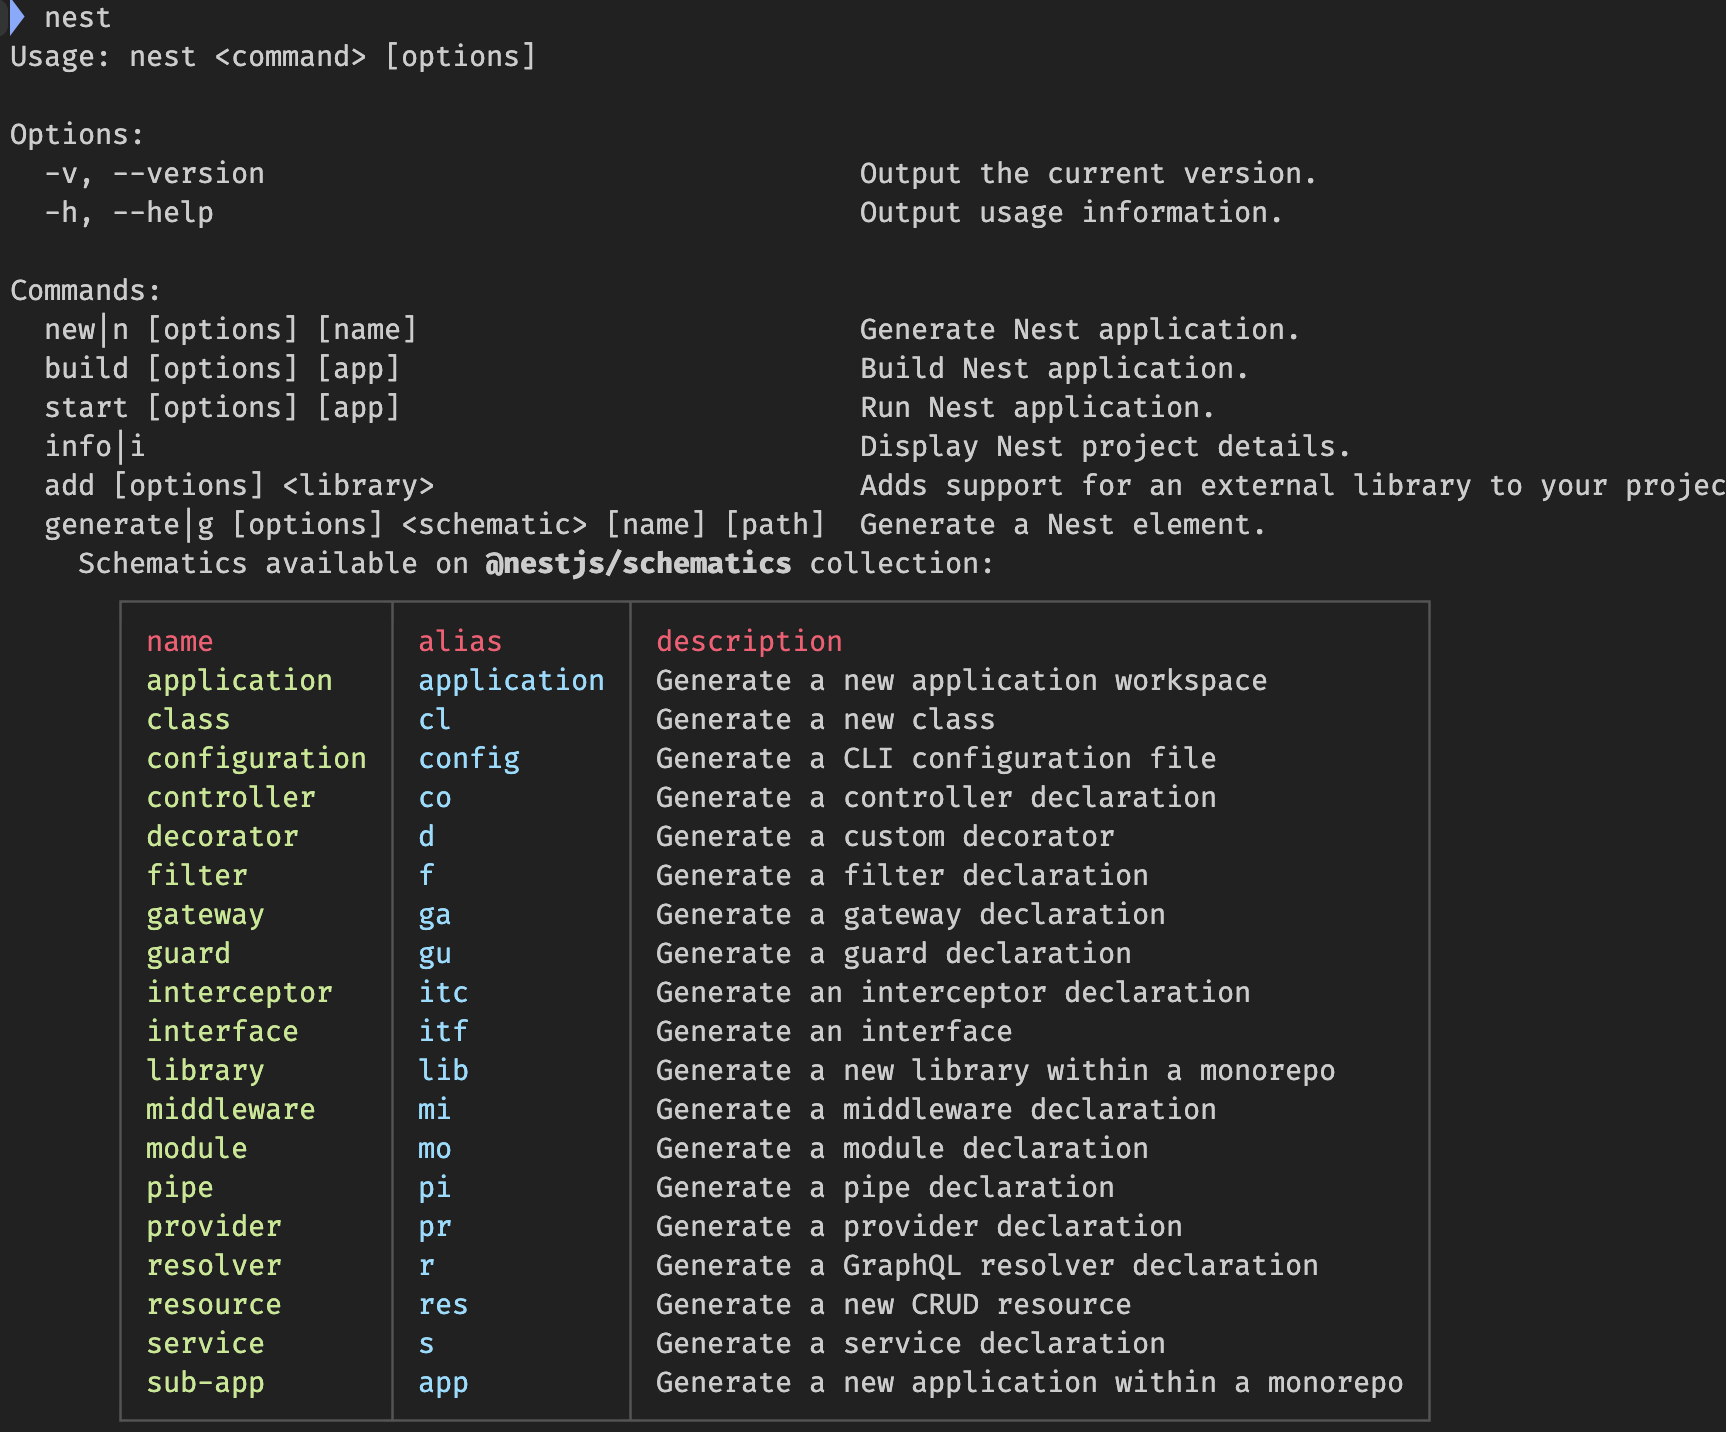 nest
Usage: nest <command> [options]
Options:
-v, --version Output the current version.
-h, --help Output usage information.
Commands:
new|n [options] [name] Generate Nest application.
build [options] [app] Build Nest application.
start [options] [app] Run Nest application.
info|i Display Nest project details.
add [options] <library> Adds support for an external library to your projec
generate|g [options] <schematic> [name] [path] Generate a Nest element.
Schematics available on @nestjs/schematics collection:
name alias description
application application Generate a new application workspace
class cl Generate a new class
configuration config Generate a CLI configuration file
controller co Generate a controller declaration
decorator d Generate a custom decorator
filter f Generate a filter declaration
gateway ga Generate a gateway declaration
guard gu Generate a guard declaration
interceptor itc Generate an interceptor declaration
interface itf Generate an interface
library lib Generate a new library within a monorepo
middleware mi Generate a middleware declaration
module mo Generate a module declaration
pipe pi Generate a pipe declaration
provider pr Generate a provider declaration
resolver r Generate a GraphQL resolver declaration
resource res Generate a new CRUD resource
service s Generate a service declaration
sub-app app Generate a new application within a monorepo